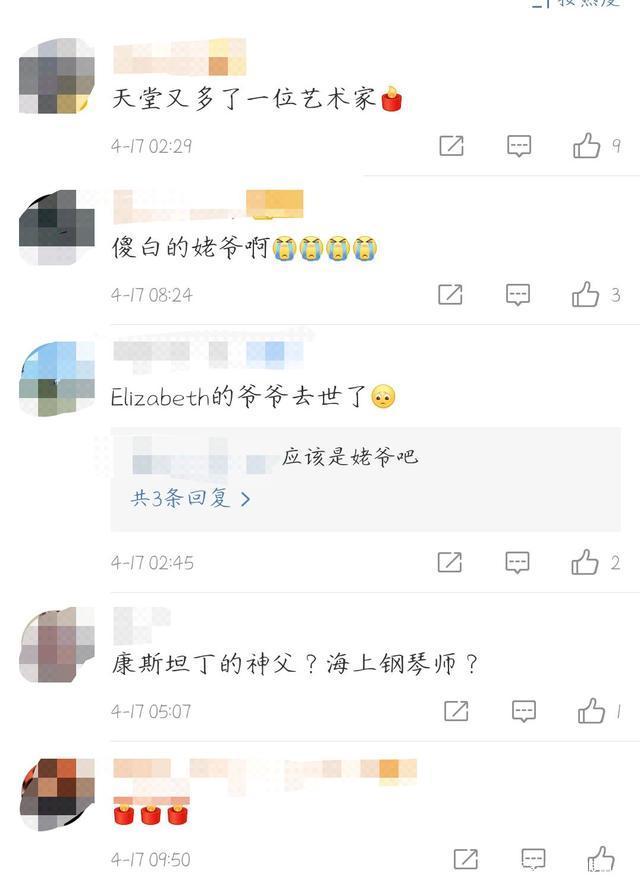 天堂又多了一位艺术家
4-17 02:29
9
傻白的姥爷啊
4-17 08:24
3
Elizabeth的爷爷去世了
应该是姥爷吧
共3条回复 >
4-17 02:45
2
康斯坦丁的神父？海上钢琴师？
4-17 05:07
1
4-17 09:50